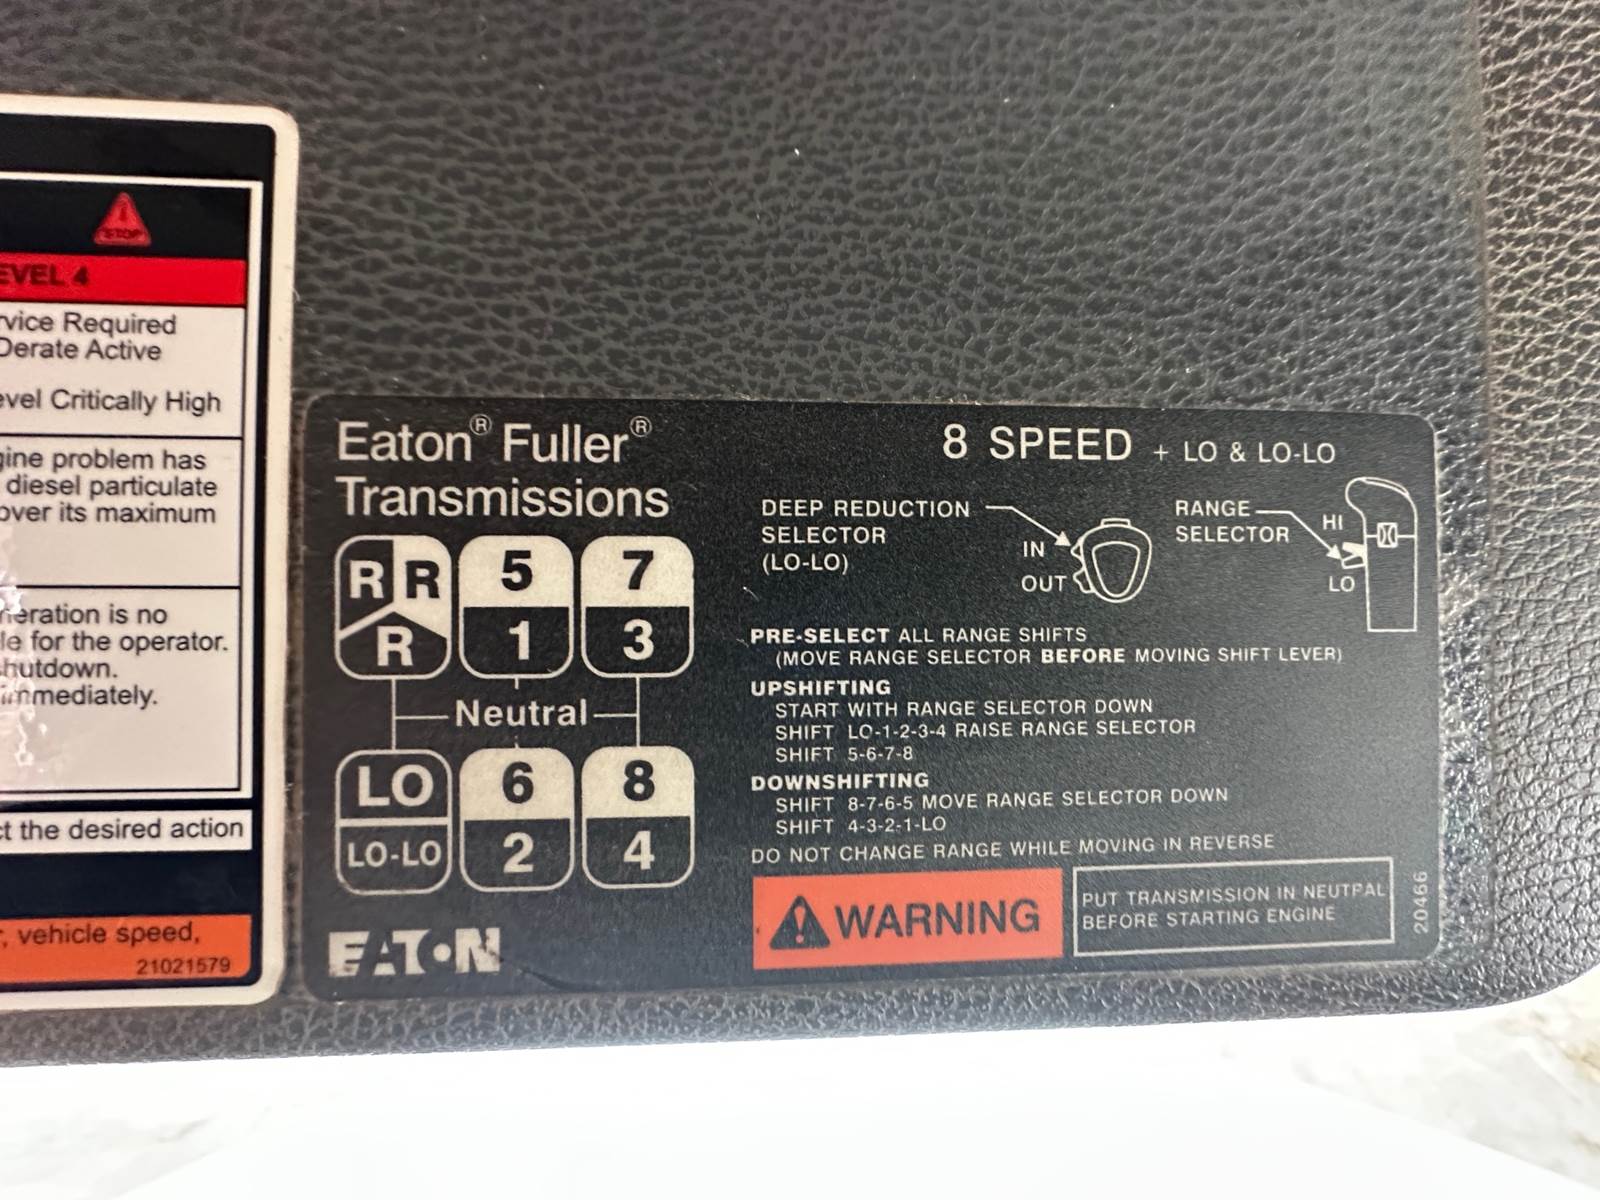 STOP
EVEL 4
rvice Required
Derate Active
evel Critically High
gine problem has
diesel particulate
over its maximum
neration is no
le for the operator.
shutdown.
immediately.
ct the desired action
r, vehicle speed,
21021579
Eaton® Fuller®
Transmissions
8 SPEED + LO & LO-LO
DEEP REDUCTION
SELECTOR
(LO-LO)
IN
OUT
RANGE
SELECTOR
HI
LO
R R 5 7
R 1 3
Neutral
LO 6 8
LO-LO 2 4
EATON
PRE-SELECT ALL RANGE SHIFTS
(MOVE RANGE SELECTOR BEFORE MOVING SHIFT LEVER)
UPSHIFTING
START WITH RANGE SELECTOR DOWN
SHIFT LO-1-2-3-4 RAISE RANGE SELECTOR
SHIFT 5-6-7-8
DOWNSHIFTING
SHIFT 8-7-6-5 MOVE RANGE SELECTOR DOWN
SHIFT 4-3-2-1-LO
DO NOT CHANGE RANGE WHILE MOVING IN REVERSE
WARNING
PUT TRANSMISSION IN NEUTRAL
BEFORE STARTING ENGINE
20466